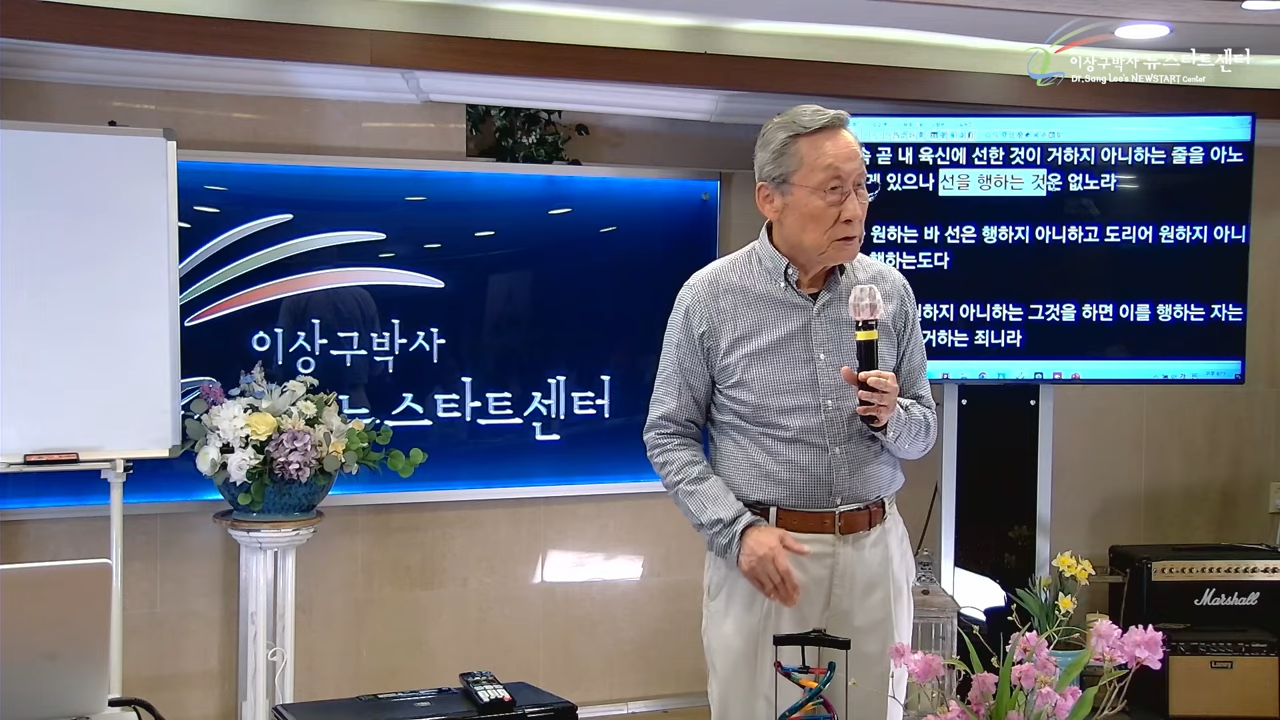 이상구박사 뉴스타트센터
Dr.Sang Lee's NEWSTART Center
곧 내 육신에 선한 것이 거하지 아니하는 줄을 아노
있으나 선을 행하는 것은 없노라
원하는 바 선은 행하지 아니하고 도리어 원하지 아니
행하는도다
원하지 아니하는 그것을 하면 이를 행하는 자는
거하는 죄니라
이상구박사
뉴스타트센터
Marshall
Laney